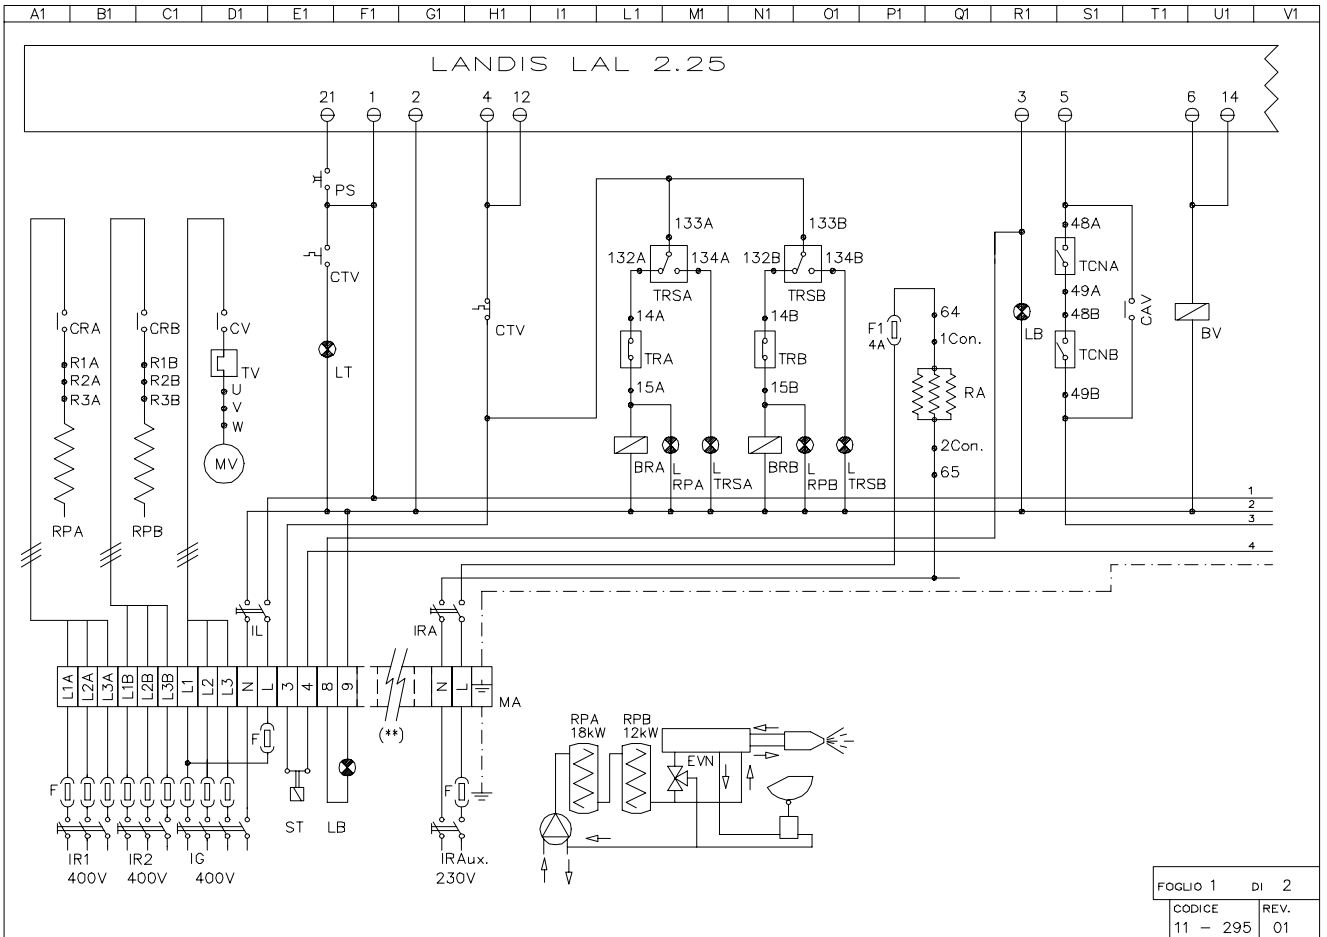 A1 B1 C1 D1 E1 F1 G1 H1 I1 L1 M1 N1 O1 P1 Q1 R1 S1 T1 U1 V1
LANDIS LAL 2.25
21 1 2 4 12 3 5 6 14
PS
133A 133B 48A
132A 134A 132B 134B TCNA
CTV
TRSA TRSB 49A
CRA CRB CV CTV 14A 14B F1 4A 64 48B CAV
1Con. LB BV
R1A R1B TV LT TRA TRB TCNB
R2A R2B U
R3A R3B V 15A 15B RA 49B
W
MV
2Con.
BRA L RPA L TRSA BRB L RPB L TRSB 65
1
2
3
RPA RPB
4
IL IRA
L1A L2A L3A L1B L2B L3B L1 L2 L3 N L 3 4 8 9 N L MA
(**)
F
RPA 18kW RPB 12kW
EVN
F F
ST LB
IR1 400V IR2 400V IG 400V IRAux. 230V
FOGLIO 1 DI 2
CODICE REV.
11 - 295 01